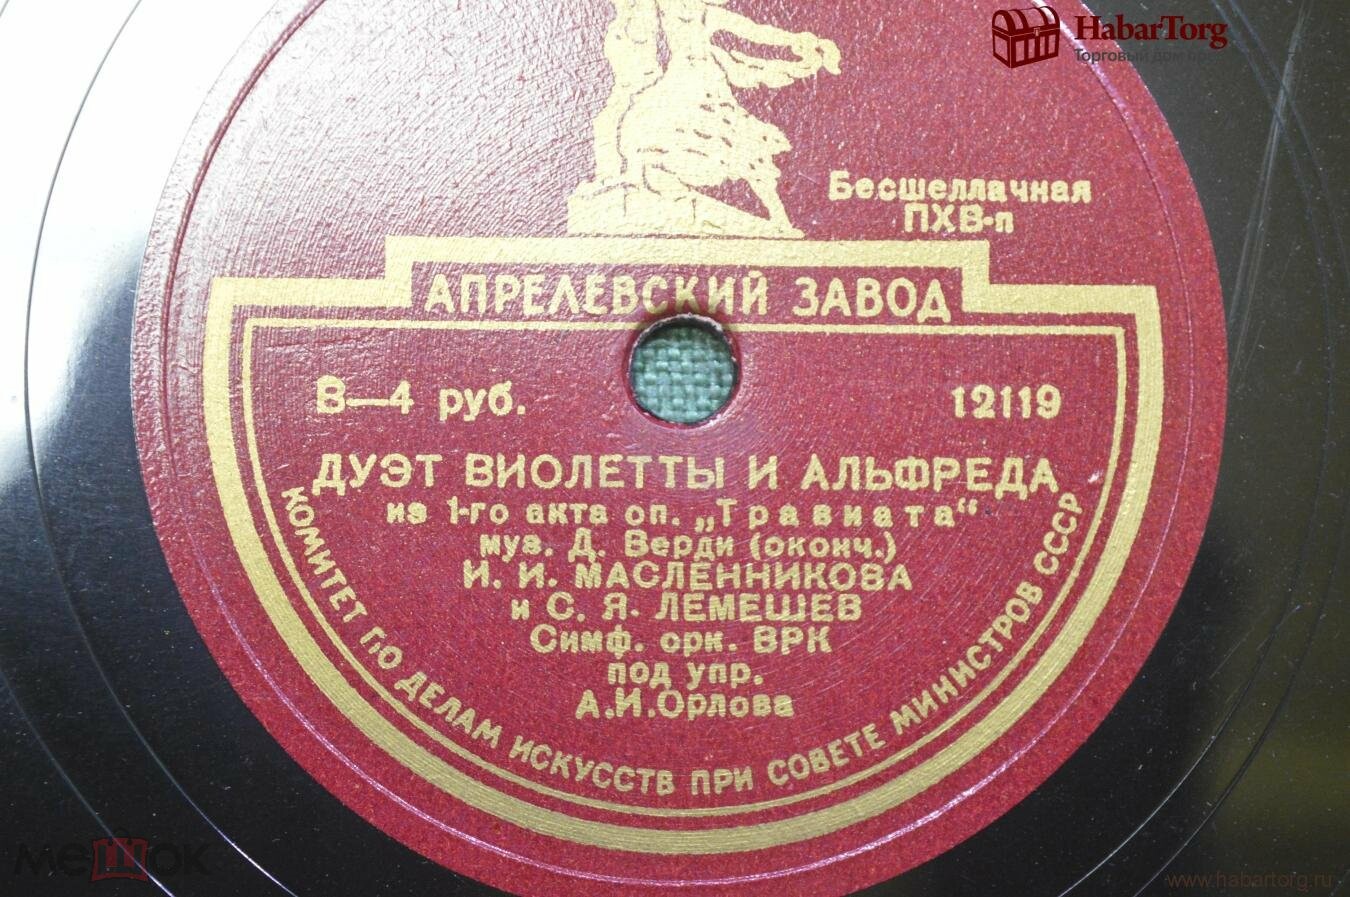 HabarTorg
Бесшеллачная
ПХВ-п
АПРЕЛЕВСКИЙ ЗАВОД
В—4 руб.
12119
ДУЭТ ВИОЛЕТТЫ И АЛЬФРЕДА
из 1-го акта оп. „Травиата“
муз. Д. Верди (оконч.)
И. И. МАСЛЕННИКОВА
и С. Я. ЛЕМЕШЕВ
Симф. орк. ВРК
под упр.
А.И.Орлова
КОМИТЕТ ПО ДЕЛАМ ИСКУССТВ ПРИ СОВЕТЕ МИНИСТРОВ СССР
мешок
www.habartorg.ru